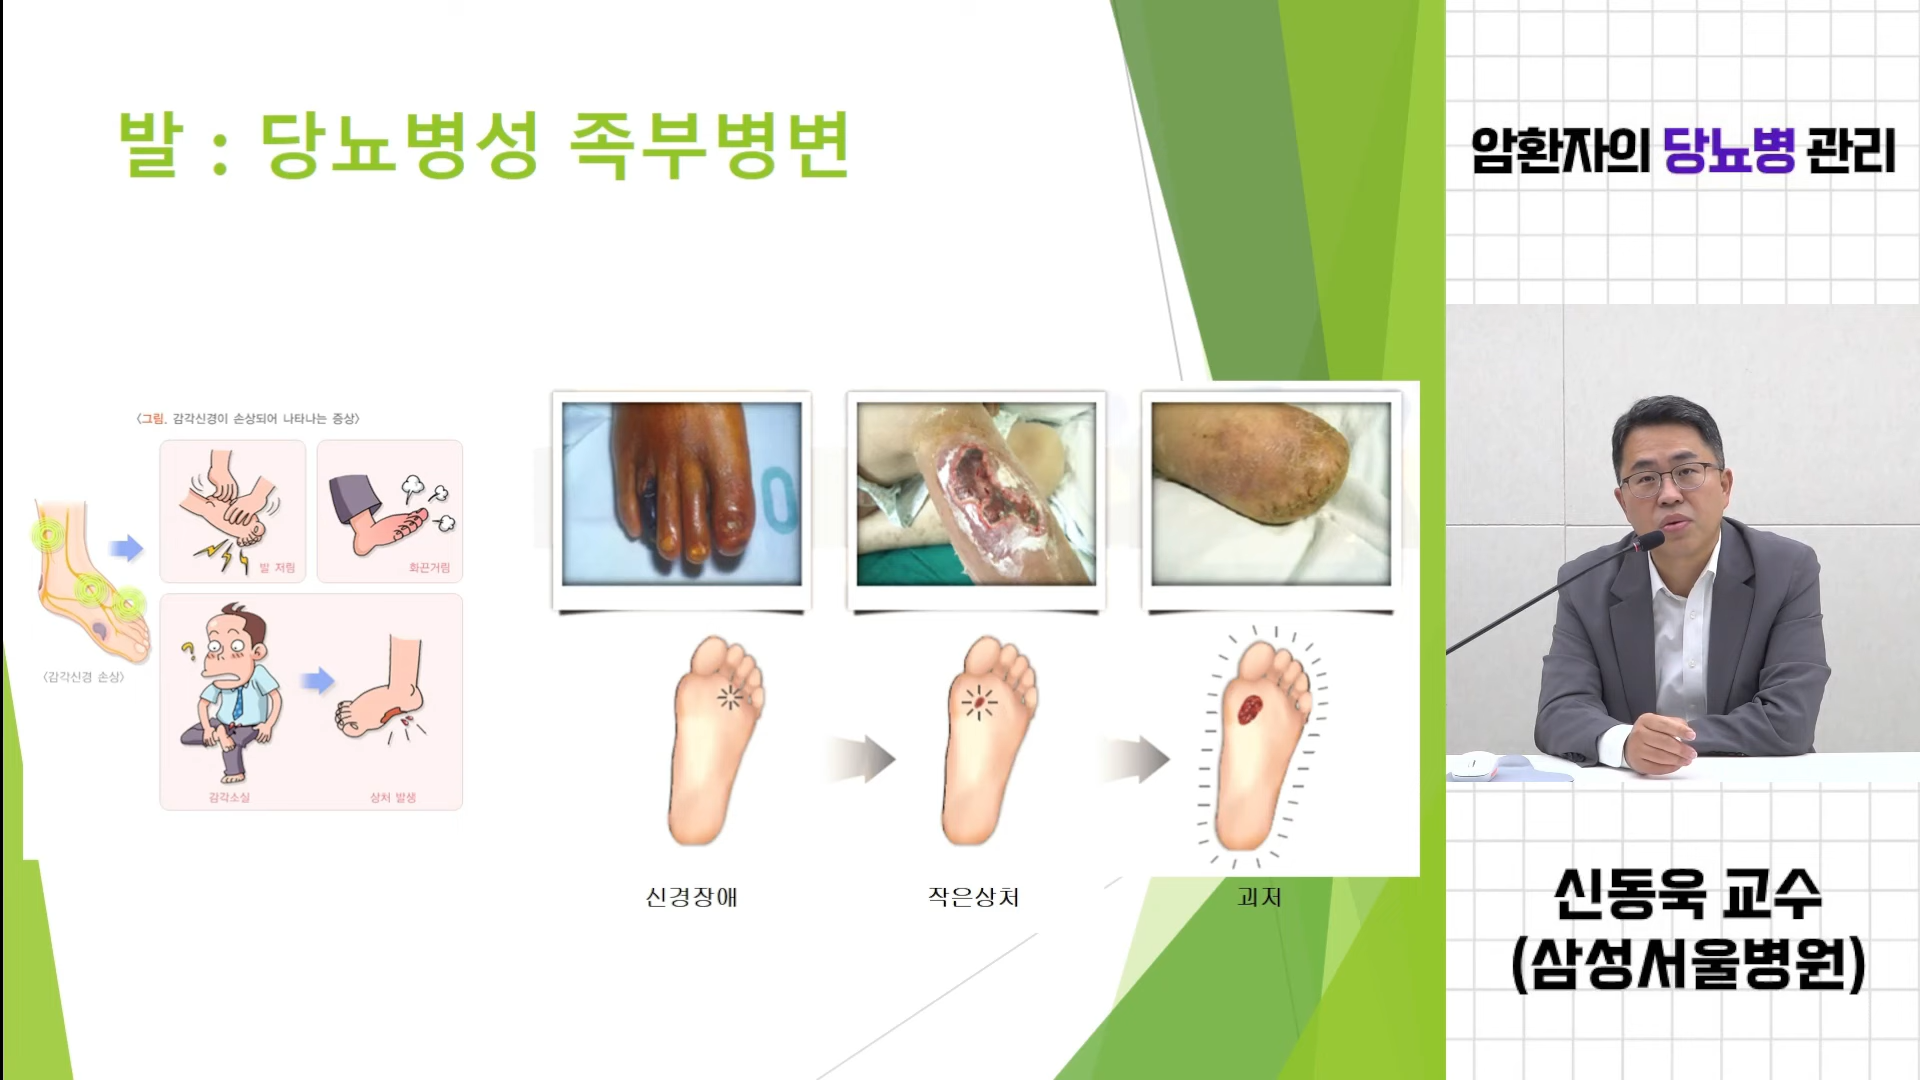 발 : 당뇨병성 족부병변
<그림. 감각신경이 손상되어 나타나는 증상>
발 저림
화끈거림
<감각신경 손상>
감각소실
상처 발생
신경장애
작은상처
괴저
암환자의 당뇨병 관리
신동욱 교수
(삼성서울병원)